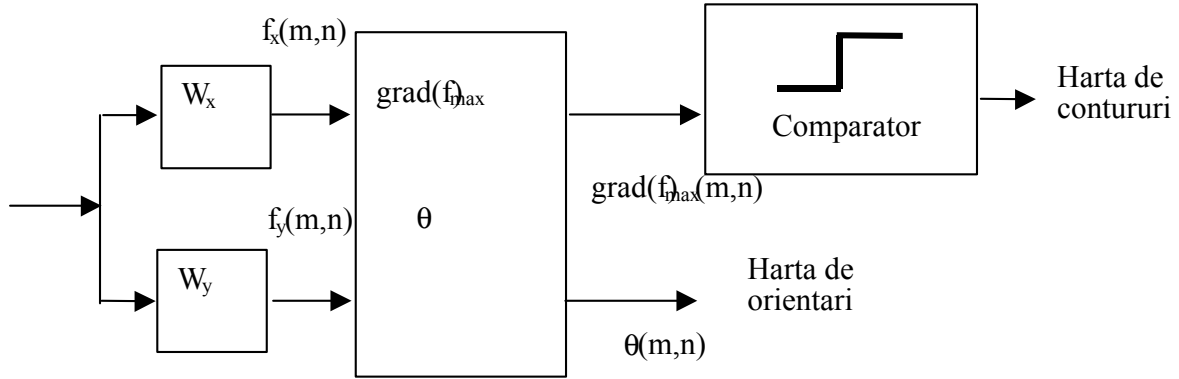 fx(m,n)
Wx
grad(f)max
Comparator
Harta de
contururi
grad(f)max(m,n)
fy(m,n)
θ
Wy
Harta de
orientari
θ(m,n)